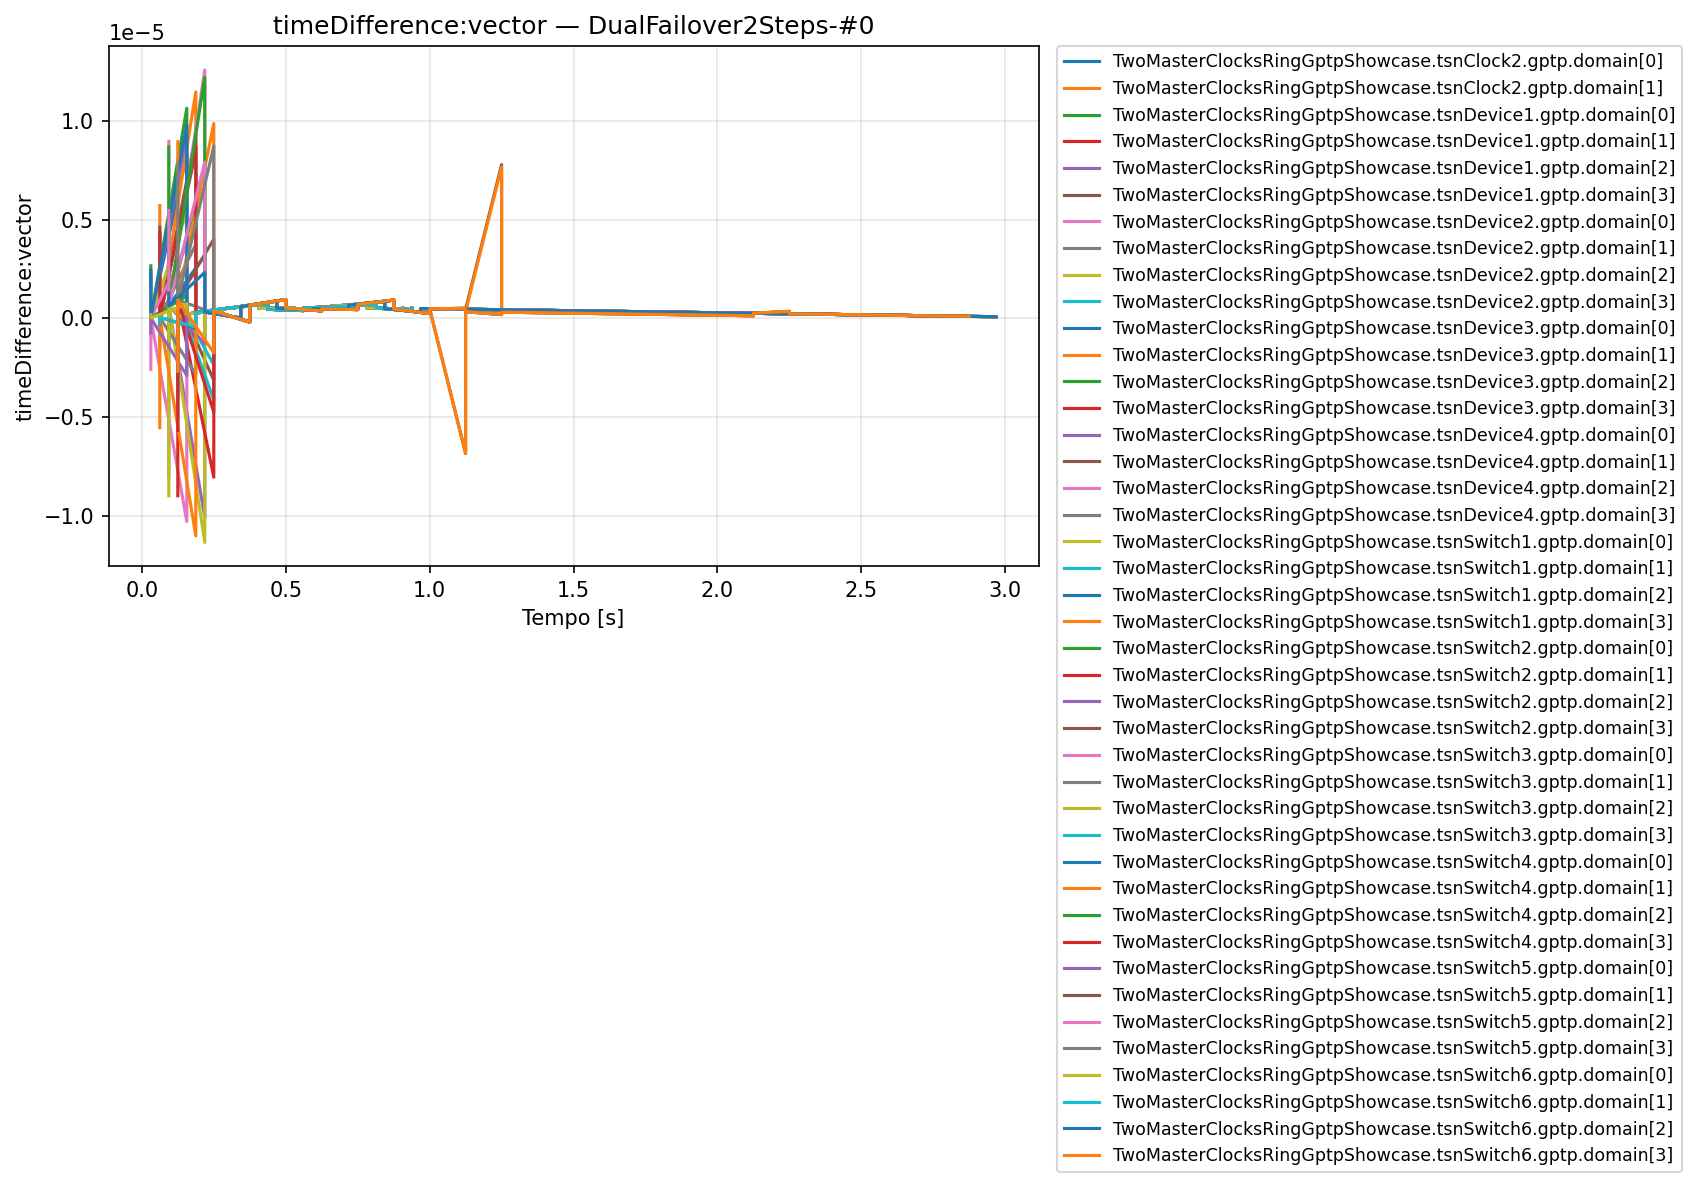 timeDifference:vector — DualFailover2Steps-#0
1e−5
timeDifference:vector
1.0
0.5
0.0
−0.5
−1.0
0.0 0.5 1.0 1.5 2.0 2.5 3.0
Tempo [s]
TwoMasterClocksRingGptpShowcase.tsnClock2.gptp.domain[0]
TwoMasterClocksRingGptpShowcase.tsnClock2.gptp.domain[1]
TwoMasterClocksRingGptpShowcase.tsnDevice1.gptp.domain[0]
TwoMasterClocksRingGptpShowcase.tsnDevice1.gptp.domain[1]
TwoMasterClocksRingGptpShowcase.tsnDevice1.gptp.domain[2]
TwoMasterClocksRingGptpShowcase.tsnDevice1.gptp.domain[3]
TwoMasterClocksRingGptpShowcase.tsnDevice2.gptp.domain[0]
TwoMasterClocksRingGptpShowcase.tsnDevice2.gptp.domain[1]
TwoMasterClocksRingGptpShowcase.tsnDevice2.gptp.domain[2]
TwoMasterClocksRingGptpShowcase.tsnDevice2.gptp.domain[3]
TwoMasterClocksRingGptpShowcase.tsnDevice3.gptp.domain[0]
TwoMasterClocksRingGptpShowcase.tsnDevice3.gptp.domain[1]
TwoMasterClocksRingGptpShowcase.tsnDevice3.gptp.domain[2]
TwoMasterClocksRingGptpShowcase.tsnDevice3.gptp.domain[3]
TwoMasterClocksRingGptpShowcase.tsnDevice4.gptp.domain[0]
TwoMasterClocksRingGptpShowcase.tsnDevice4.gptp.domain[1]
TwoMasterClocksRingGptpShowcase.tsnDevice4.gptp.domain[2]
TwoMasterClocksRingGptpShowcase.tsnDevice4.gptp.domain[3]
TwoMasterClocksRingGptpShowcase.tsnSwitch1.gptp.domain[0]
TwoMasterClocksRingGptpShowcase.tsnSwitch1.gptp.domain[1]
TwoMasterClocksRingGptpShowcase.tsnSwitch1.gptp.domain[2]
TwoMasterClocksRingGptpShowcase.tsnSwitch1.gptp.domain[3]
TwoMasterClocksRingGptpShowcase.tsnSwitch2.gptp.domain[0]
TwoMasterClocksRingGptpShowcase.tsnSwitch2.gptp.domain[1]
TwoMasterClocksRingGptpShowcase.tsnSwitch2.gptp.domain[2]
TwoMasterClocksRingGptpShowcase.tsnSwitch2.gptp.domain[3]
TwoMasterClocksRingGptpShowcase.tsnSwitch3.gptp.domain[0]
TwoMasterClocksRingGptpShowcase.tsnSwitch3.gptp.domain[1]
TwoMasterClocksRingGptpShowcase.tsnSwitch3.gptp.domain[2]
TwoMasterClocksRingGptpShowcase.tsnSwitch3.gptp.domain[3]
TwoMasterClocksRingGptpShowcase.tsnSwitch4.gptp.domain[0]
TwoMasterClocksRingGptpShowcase.tsnSwitch4.gptp.domain[1]
TwoMasterClocksRingGptpShowcase.tsnSwitch4.gptp.domain[2]
TwoMasterClocksRingGptpShowcase.tsnSwitch4.gptp.domain[3]
TwoMasterClocksRingGptpShowcase.tsnSwitch5.gptp.domain[0]
TwoMasterClocksRingGptpShowcase.tsnSwitch5.gptp.domain[1]
TwoMasterClocksRingGptpShowcase.tsnSwitch5.gptp.domain[2]
TwoMasterClocksRingGptpShowcase.tsnSwitch5.gptp.domain[3]
TwoMasterClocksRingGptpShowcase.tsnSwitch6.gptp.domain[0]
TwoMasterClocksRingGptpShowcase.tsnSwitch6.gptp.domain[1]
TwoMasterClocksRingGptpShowcase.tsnSwitch6.gptp.domain[2]
TwoMasterClocksRingGptpShowcase.tsnSwitch6.gptp.domain[3]